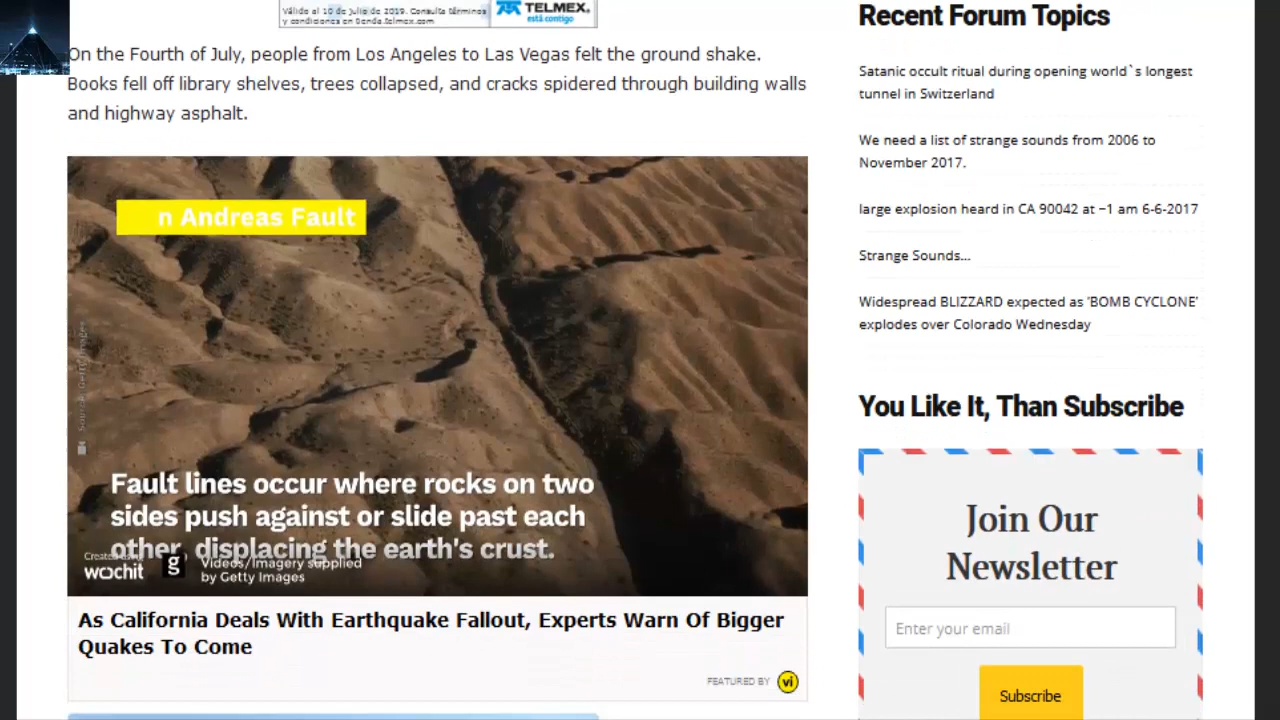 Válido al 10 de julio de 2019. Consulta términos
y condiciones en tienda.telmex.com
TELMEX.
está contigo
On the Fourth of July, people from Los Angeles to Las Vegas felt the ground shake.
Books fell off library shelves, trees collapsed, and cracks spidered through building walls
and highway asphalt.
n Andreas Fault
Source: Getty Images
Fault lines occur where rocks on two
sides push against or slide past each
other, displacing the earth's crust.
Created using
wochit
g
Videos/Imagery supplied
by Getty Images
As California Deals With Earthquake Fallout, Experts Warn Of Bigger
Quakes To Come
FEATURED BY vi
Recent Forum Topics
Satanic occult ritual during opening world`s longest
tunnel in Switzerland
We need a list of strange sounds from 2006 to
November 2017.
large explosion heard in CA 90042 at ~1 am 6-6-2017
Strange Sounds...
Widespread BLIZZARD expected as 'BOMB CYCLONE'
explodes over Colorado Wednesday
You Like It, Than Subscribe
Join Our
Newsletter
Enter your email
Subscribe